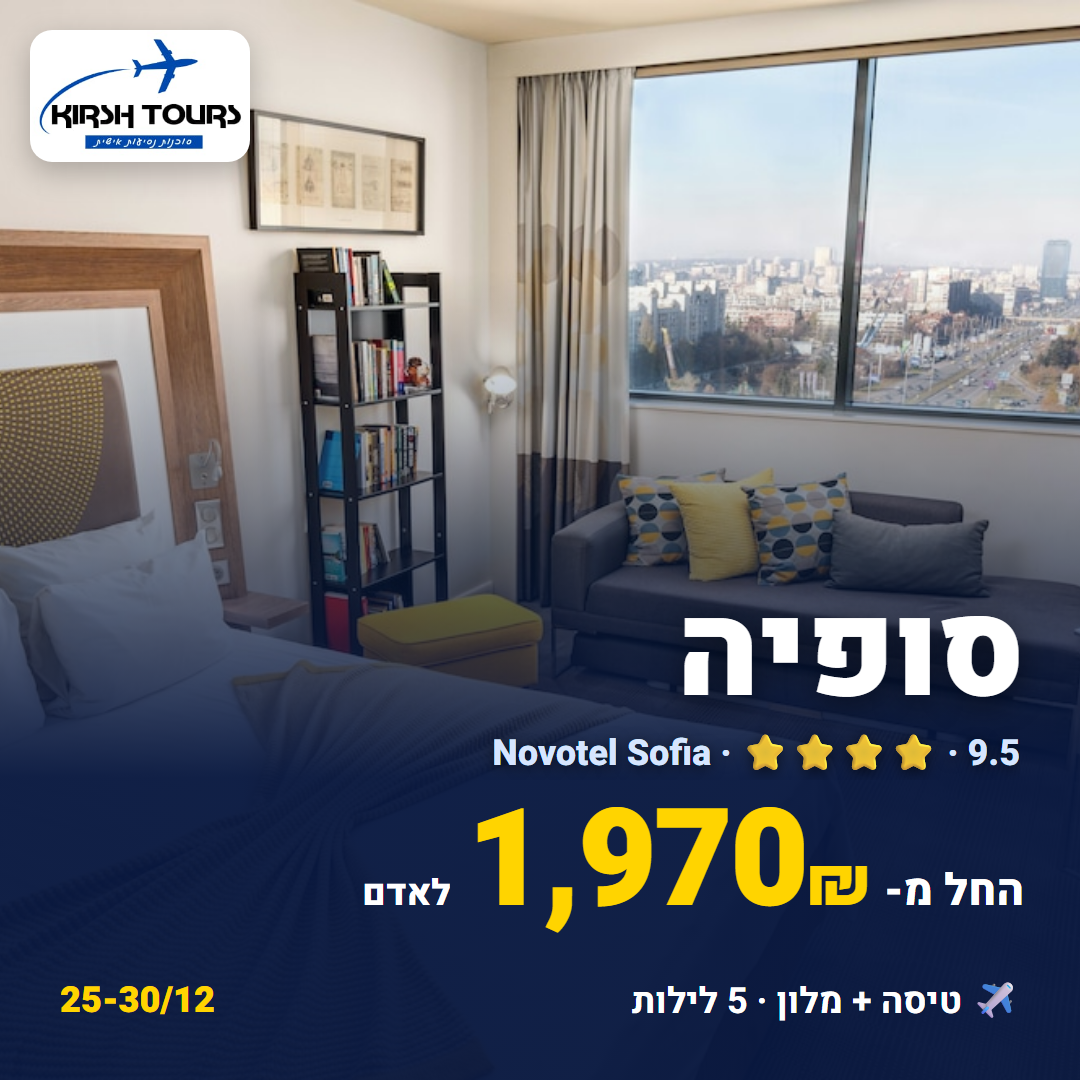 KIRSH TOURS
סוכנות נסיעות אישית
סופיה
Novotel Sofia · ⭐⭐⭐⭐ · 9.5
החל מ- ₪1,970 לאדם
✈️ טיסה + מלון · 5 לילות
25-30/12